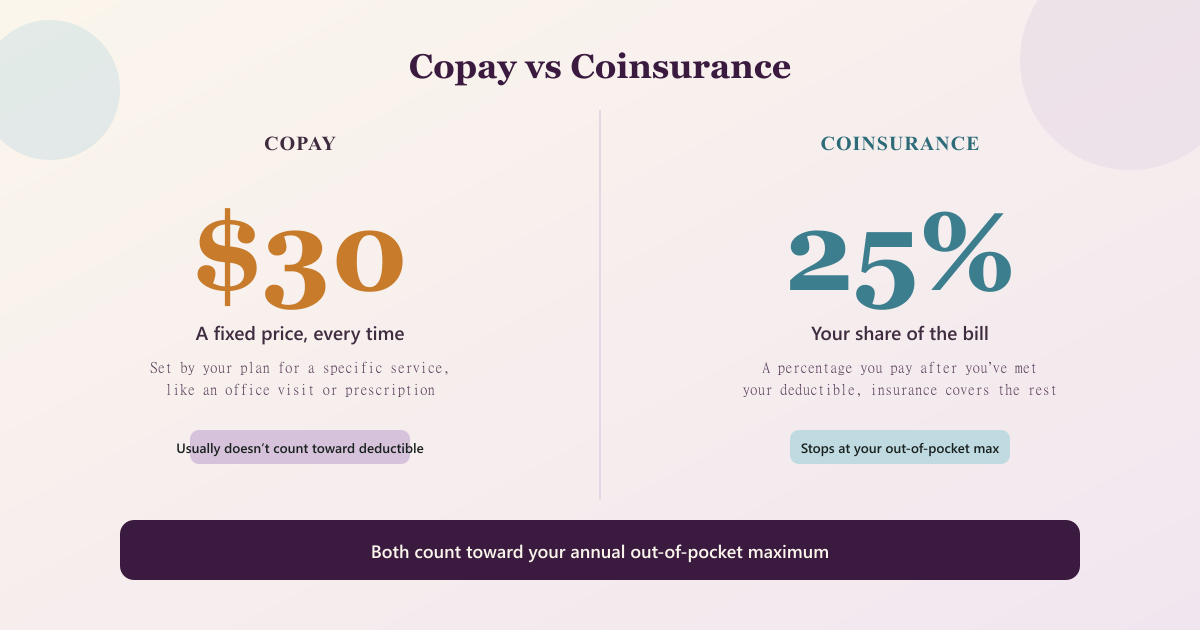 Copay vs Coinsurance
COPAY
$30
A fixed price, every time
Set by your plan for a specific service,
like an office visit or prescription
Usually doesn’t count toward deductible
COINSURANCE
25%
Your share of the bill
A percentage you pay after you’ve met
your deductible, insurance covers the rest
Stops at your out-of-pocket max
Both count toward your annual out-of-pocket maximum